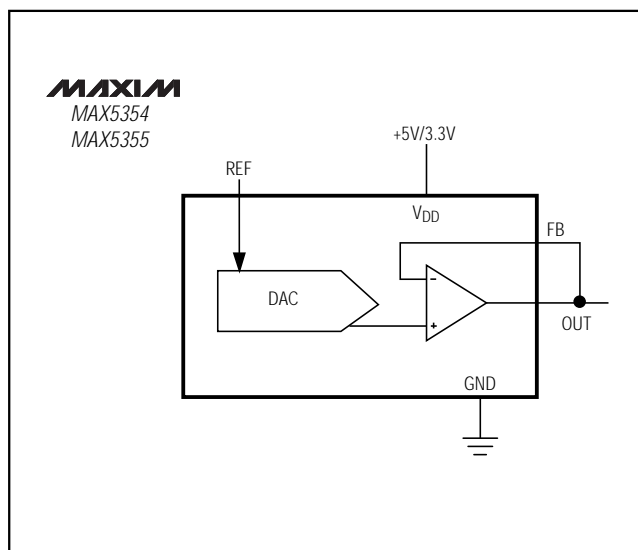 MAXIM
MAX5354
MAX5355
+5V/3.3V
REF
VDD
FB
DAC
-
+
OUT
GND